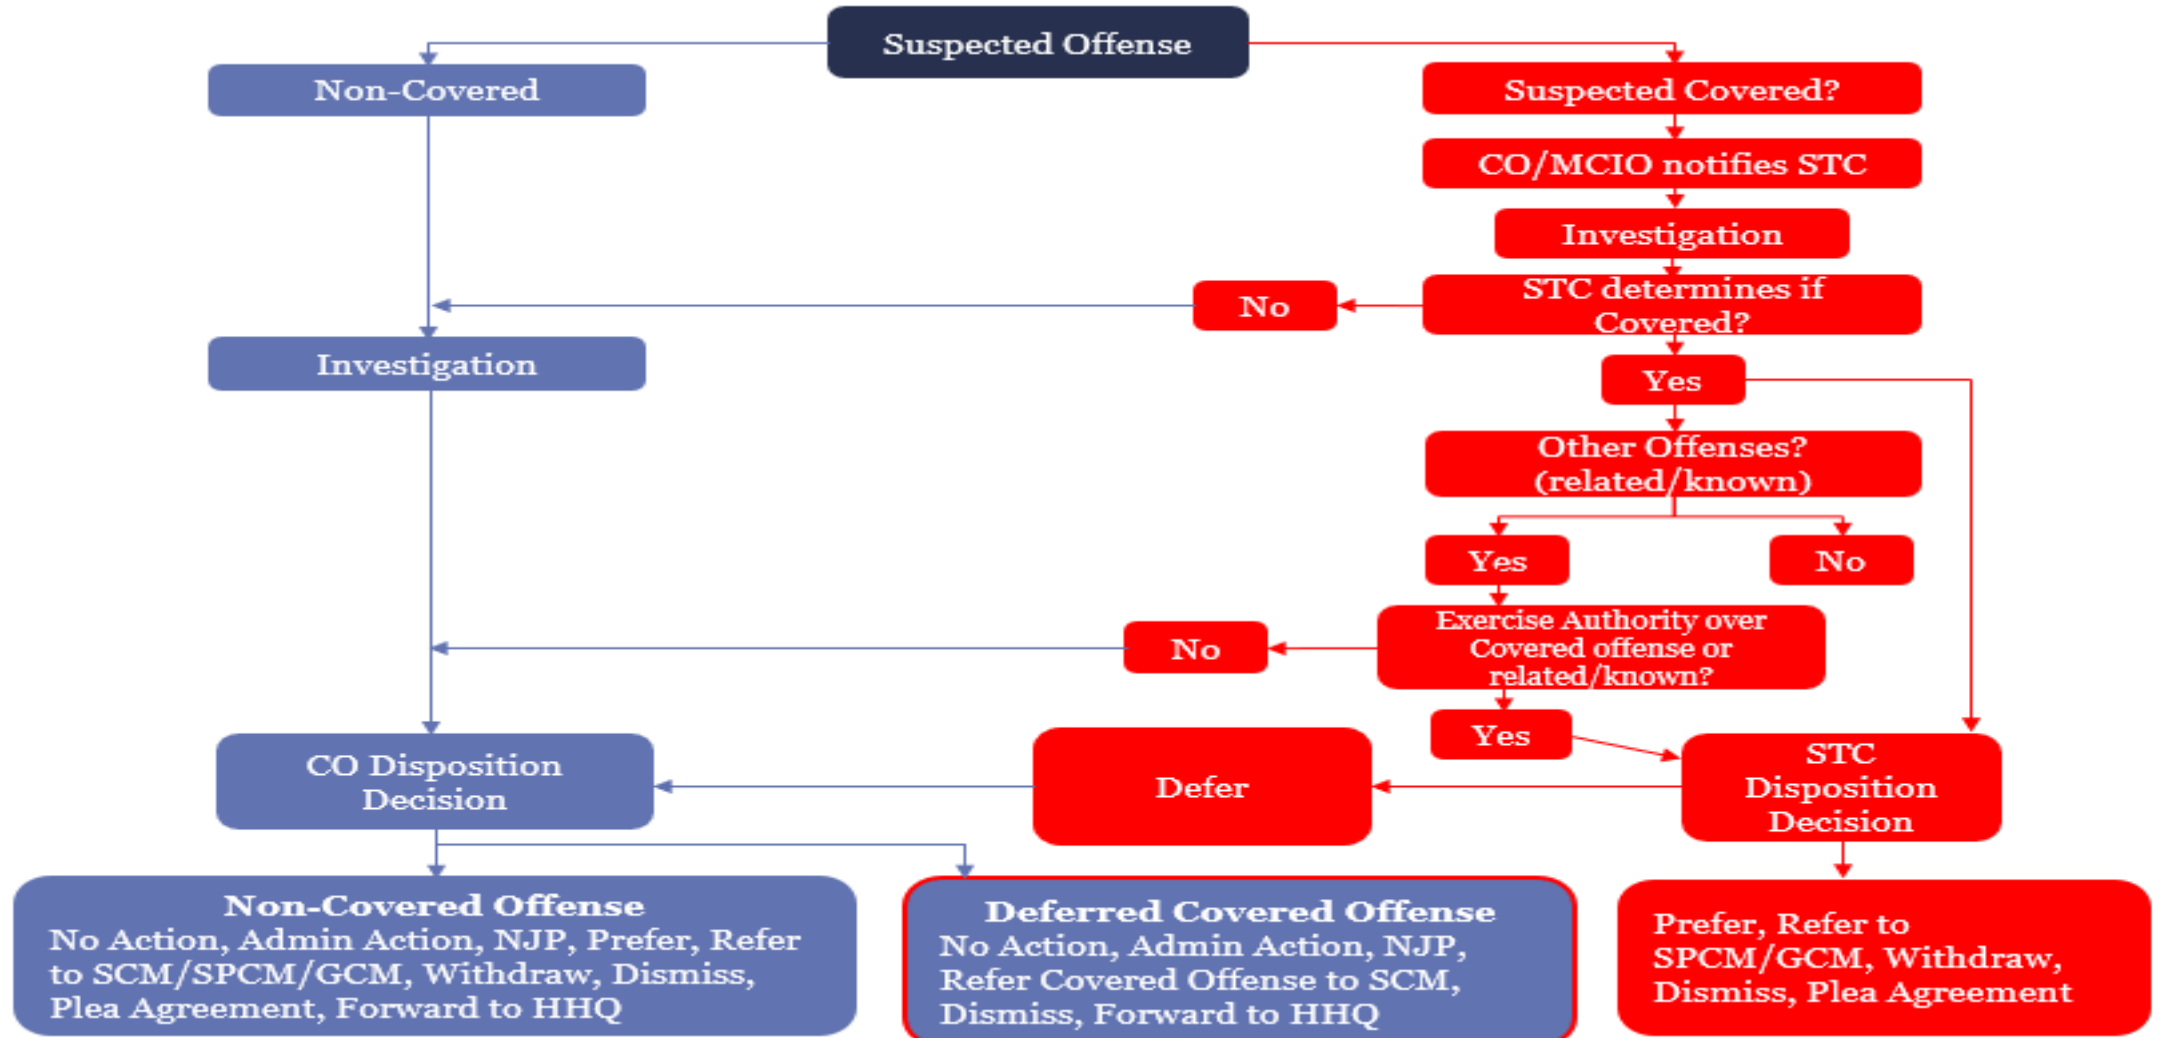 Suspected Offense
Non-Covered
Suspected Covered?
CO/MCIO notifies STC
Investigation
STC determines if
Covered?
No
Investigation
Yes
Other Offenses?
(related/known)
Yes
No
Exercise Authority over
Covered offense or
related/known?
No
Yes
CO Disposition
Decision
Defer
STC
Disposition
Decision
Non-Covered Offense
No Action, Admin Action, NJP, Prefer, Refer
to SCM/SPCM/GCM, Withdraw, Dismiss,
Plea Agreement, Forward to HHQ
Deferred Covered Offense
No Action, Admin Action, NJP,
Refer Covered Offense to SCM,
Dismiss, Forward to HHQ
Prefer, Refer to
SPCM/GCM, Withdraw,
Dismiss, Plea Agreement